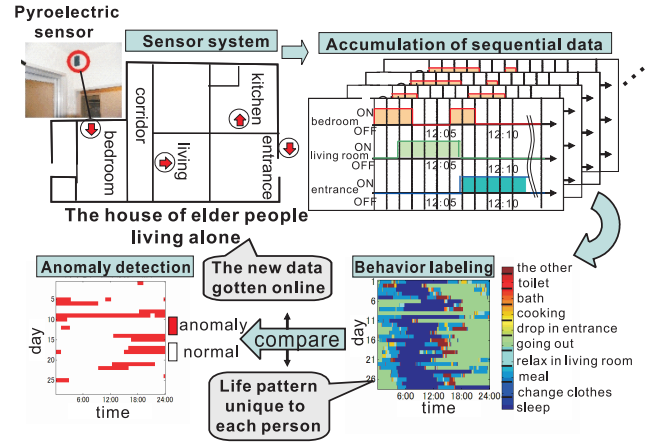 Pyroelectric
sensor
Sensor system
Accumulation of sequential data
bedroom
corridor
living
kitchen
entrance
The house of elder people
living alone
ON
bedroom
OFF
12:05
12:10
ON
living room
OFF
12:05
12:10
ON
entrance
OFF
12:05
12:10
Anomaly detection
The new data
gotten online
Behavior labeling
anomaly
normal
compare
Life pattern
unique to
each person
day
5
10
15
20
25
6:00
12:00
18:00
24:00
time
day
1
6
11
16
21
26
6:00
12:00
18:00
24:00
time
the other
toilet
bath
cooking
drop in entrance
going out
relax in living room
meal
change clothes
sleep